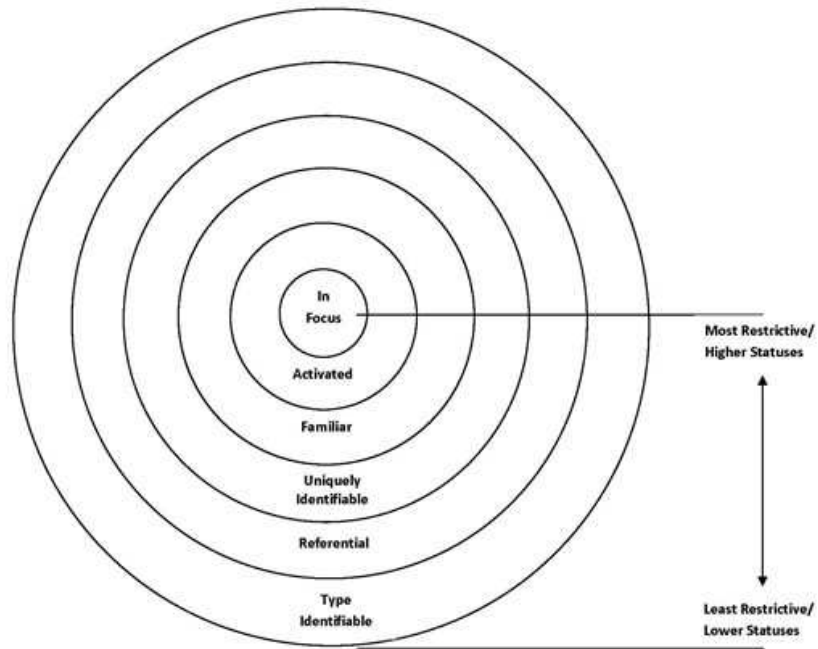 In
Focus
Activated
Familiar
Uniquely
Identifiable
Referential
Type
Identifiable
Most Restrictive/
Higher Statuses
Least Restrictive/
Lower Statuses